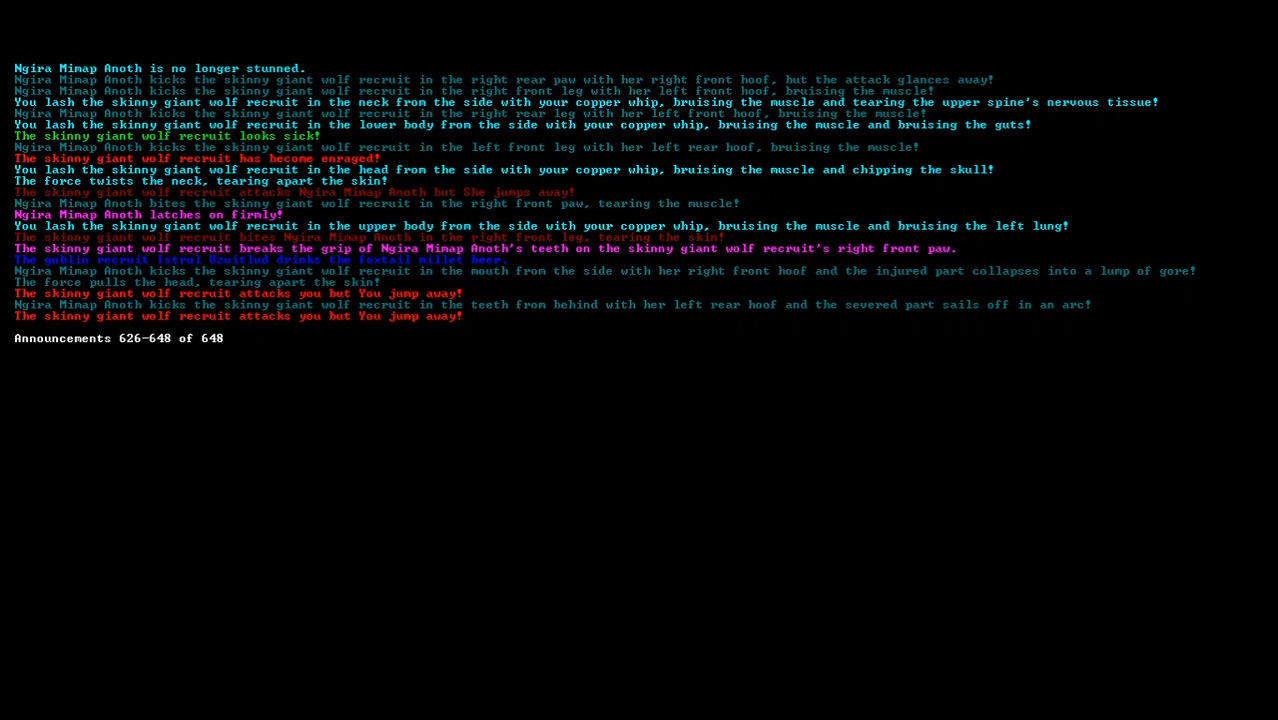 Ngira Mimap Anoth is no longer stunned.
Ngira Mimap Anoth kicks the skinny giant wolf recruit in the right rear paw with her right front hoof, but the attack glances away!
Ngira Mimap Anoth kicks the skinny giant wolf recruit in the right front leg with her left front hoof, bruising the muscle!
You lash the skinny giant wolf recruit in the neck from the side with your copper whip, bruising the muscle and tearing the upper spine's nervous tissue!
Ngira Mimap Anoth kicks the skinny giant wolf recruit in the right rear leg with her left front hoof, bruising the muscle!
You lash the skinny giant wolf recruit in the lower body from the side with your copper whip, bruising the muscle and bruising the guts!
The skinny giant wolf recruit looks sick!
Ngira Mimap Anoth kicks the skinny giant wolf recruit in the left front leg with her left rear hoof, bruising the muscle!
The skinny giant wolf recruit has become enraged!
You lash the skinny giant wolf recruit in the head from the side with your copper whip, bruising the muscle and chipping the skull!
The force twists the neck, tearing apart the skin!
The skinny giant wolf recruit attacks Ngira Mimap Anoth but She jumps away!
Ngira Mimap Anoth bites the skinny giant wolf recruit in the right front paw, tearing the muscle!
Ngira Mimap Anoth latches on firmly!
You lash the skinny giant wolf recruit in the upper body from the side with your copper whip, bruising the muscle and bruising the left lung!
The skinny giant wolf recruit bites Ngira Mimap Anoth in the right front leg, tearing the skin!
The skinny giant wolf recruit breaks the grip of Ngira Mimap Anoth's teeth on the skinny giant wolf recruit's right front paw.
The goblin recruit Istrul Uzuitlud drinks the foxtail millet beer.
Ngira Mimap Anoth kicks the skinny giant wolf recruit in the mouth from the side with her right front hoof and the injured part collapses into a lump of gore!
The force pulls the head, tearing apart the skin!
The skinny giant wolf recruit attacks you but You jump away!
Ngira Mimap Anoth kicks the skinny giant wolf recruit in the teeth from behind with her left rear hoof and the severed part sails off in an arc!
The skinny giant wolf recruit attacks you but You jump away!
Announcements 626-648 of 648